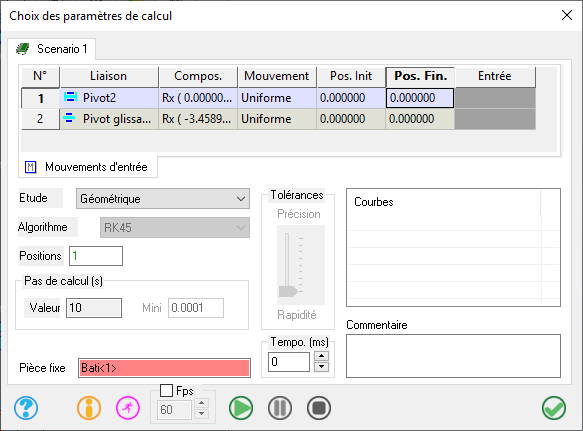 Choix des paramètres de calcul
Scenario 1
N° Liaison Compos. Mouvement Pos. Init Pos. Fin. Entrée
1 Pivot2 Rx ( 0.00000... Uniforme 0.000000 0.000000
2 Pivot glissa... Rx ( -3.4589... Uniforme 0.000000 0.000000
M Mouvements d'entrée
Etude Géométrique
Algorithme RK45
Positions 1
Pas de calcul (s)
Valeur 10 Mini 0.0001
Pièce fixe Bati<1>
Tolérances
Précision
Rapidité
Tempo. (ms)
0
Courbes
Commentaire
Fps
60